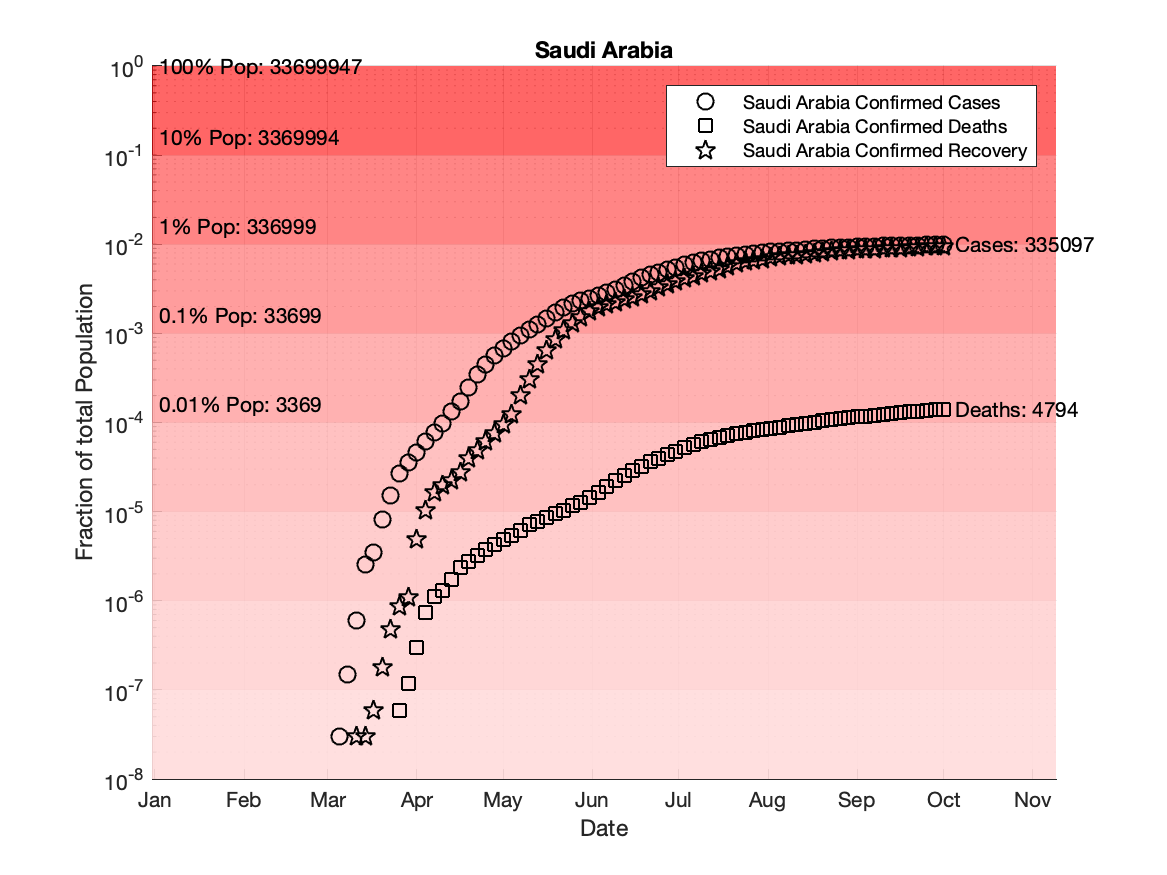 Saudi Arabia
10^0
100% Pop: 33699947
Saudi Arabia Confirmed Cases
Saudi Arabia Confirmed Deaths
Saudi Arabia Confirmed Recovery
10% Pop: 3369994
10^-1
1% Pop: 336999
10^-2
Cases: 335097
0.1% Pop: 33699
10^-3
0.01% Pop: 3369
Deaths: 4794
10^-4
10^-5
10^-6
10^-7
10^-8
Fraction of total Population
Jan Feb Mar Apr May Jun Jul Aug Sep Oct Nov
Date